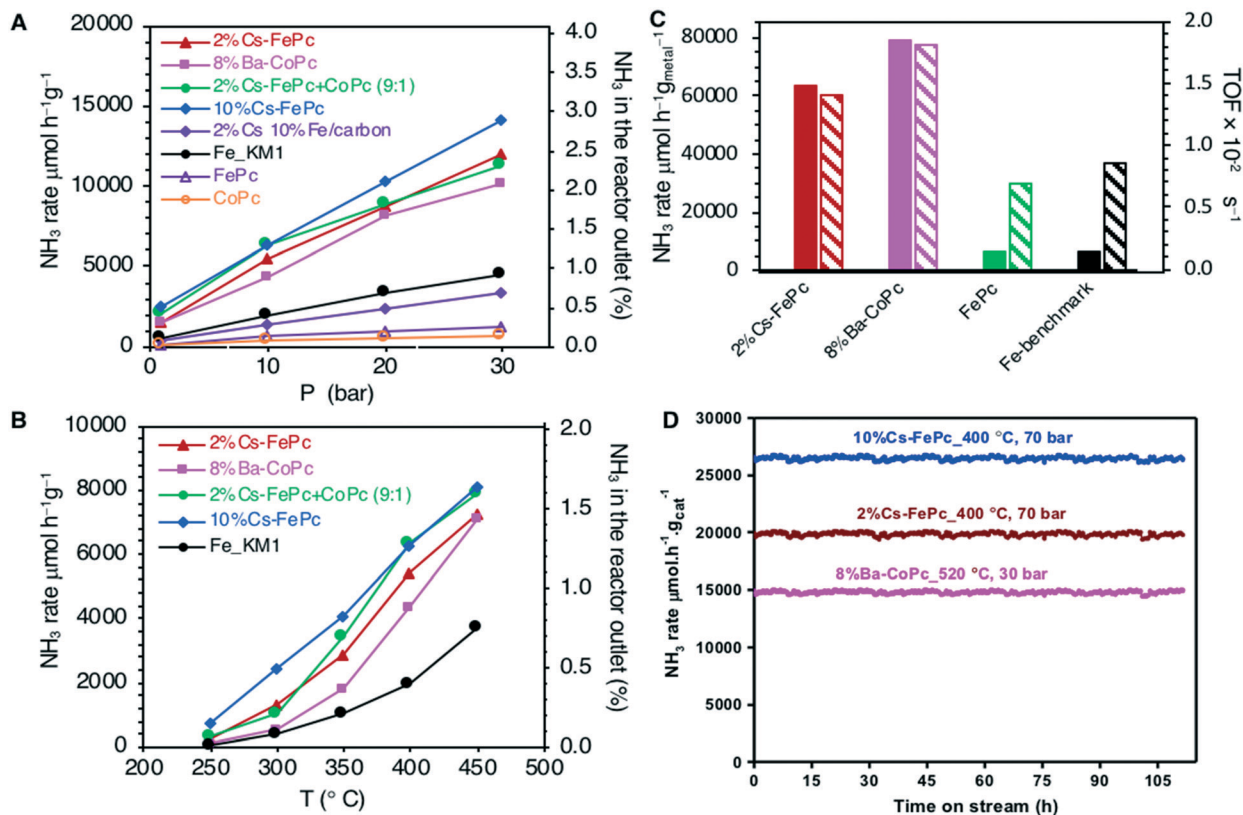 A
20000
15000
10000
5000
0
NH₃ rate μmol h⁻¹g⁻¹
2%Cs-FePc
8%Ba-CoPc
2%Cs-FePc+CoPc (9:1)
10%Cs-FePc
2%Cs 10%Fe/carbon
Fe_KM1
FePc
CoPc
4.0
3.5
3.0
2.5
2.0
1.5
1.0
0.5
0.0
NH₃ in the reactor outlet (%)
0 10 20 30
P (bar)
B
10000
8000
6000
4000
2000
0
NH₃ rate μmol h⁻¹g⁻¹
2%Cs-FePc
8%Ba-CoPc
2%Cs-FePc+CoPc (9:1)
10%Cs-FePc
Fe_KM1
2.0
1.5
1.0
0.5
0.0
NH₃ in the reactor outlet (%)
200 250 300 350 400 450 500
T (° C)
C
80000
60000
40000
20000
0
NH₃ rate μmol h⁻¹g_metal⁻¹
2.0
1.5
1.0
0.5
0.0
TOF × 10⁻² s⁻¹
2%Cs-FePc
8%Ba-CoPc
FePc
Fe-benchmark
D
30000
25000
20000
15000
10000
5000
0
NH₃ rate μmol.h⁻¹.g_cat⁻¹
10%Cs-FePc_400 °C, 70 bar
2%Cs-FePc_400 °C, 70 bar
8%Ba-CoPc_520 °C, 30 bar
0 15 30 45 60 75 90 105
Time on stream (h)